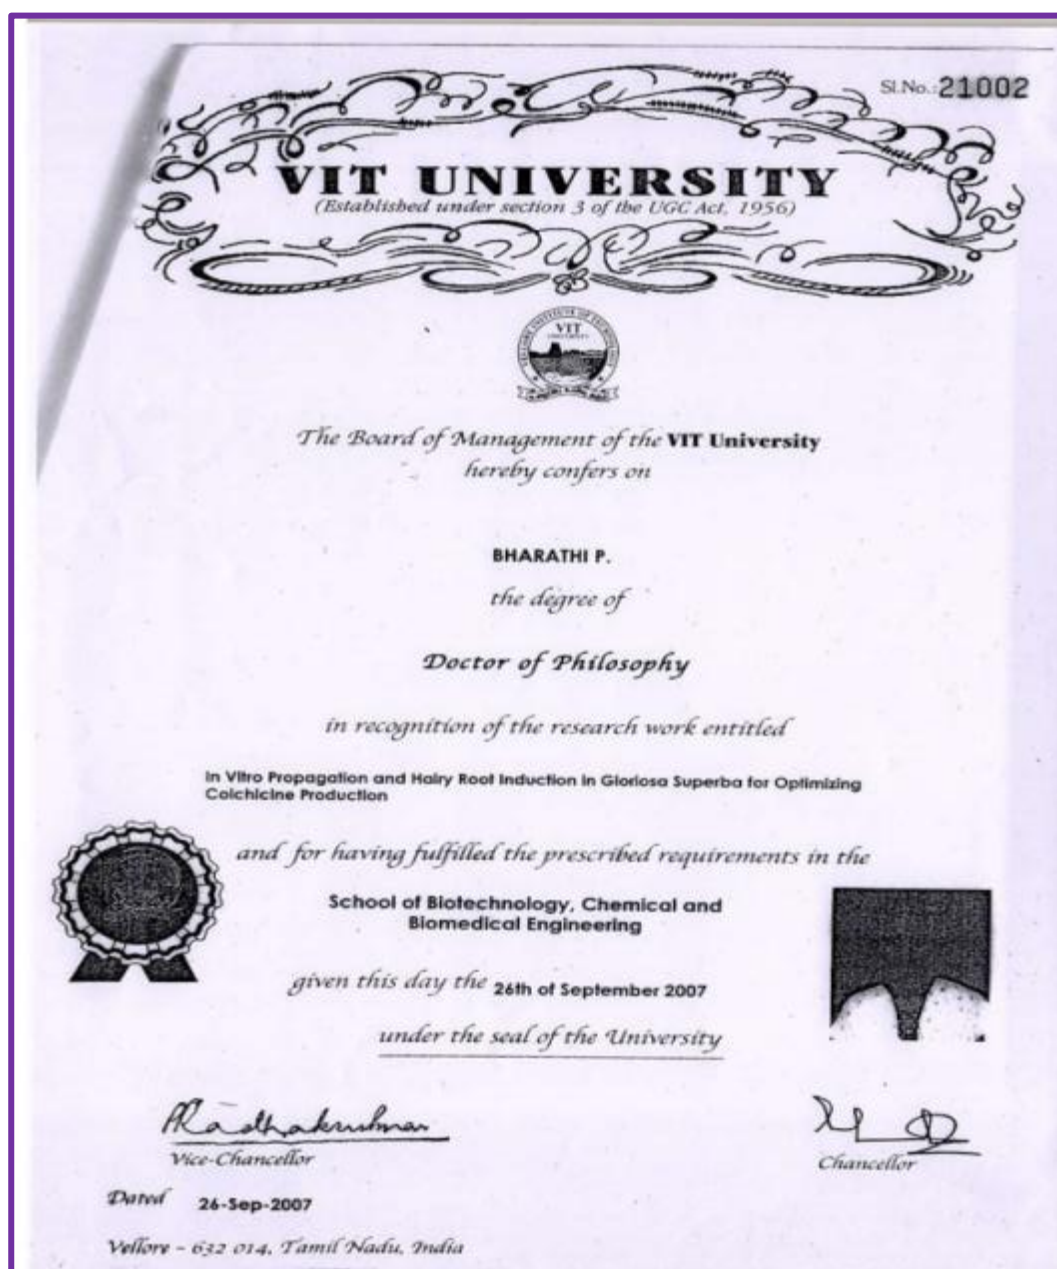 Sl.No.:21002
VIT UNIVERSITY
(Established under section 3 of the UGC Act, 1956)
VIT
UNIVERSITY
The Board of Management of the VIT University
hereby confers on
BHARATHI P.
the degree of
Doctor of Philosophy
in recognition of the research work entitled
In Vitro Propagation and Hairy Root Induction in Gloriosa Superba for Optimizing
Colchicine Production
and for having fulfilled the prescribed requirements in the
School of Biotechnology, Chemical and
Biomedical Engineering
given this day the 26th of September 2007
under the seal of the University
PRadhakrishnan
Vice-Chancellor
Chancellor
Dated 26-Sep-2007
Vellore - 632 014, Tamil Nadu, India